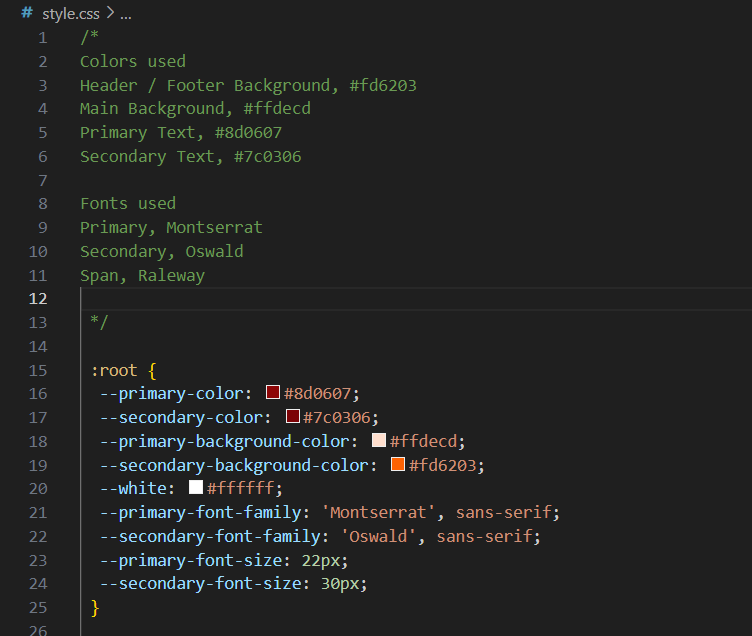 # style.css > ...
1 /*
2 Colors used
3 Header / Footer Background, #fd6203
4 Main Background, #ffdecd
5 Primary Text, #8d0607
6 Secondary Text, #7c0306
7
8 Fonts used
9 Primary, Montserrat
10 Secondary, Oswald
11 Span, Raleway
12
13 */
14
15 :root {
16 --primary-color: #8d0607;
17 --secondary-color: #7c0306;
18 --primary-background-color: #ffdecd;
19 --secondary-background-color: #fd6203;
20 --white: #ffffff;
21 --primary-font-family: 'Montserrat', sans-serif;
22 --secondary-font-family: 'Oswald', sans-serif;
23 --primary-font-size: 22px;
24 --secondary-font-size: 30px;
25 }
26